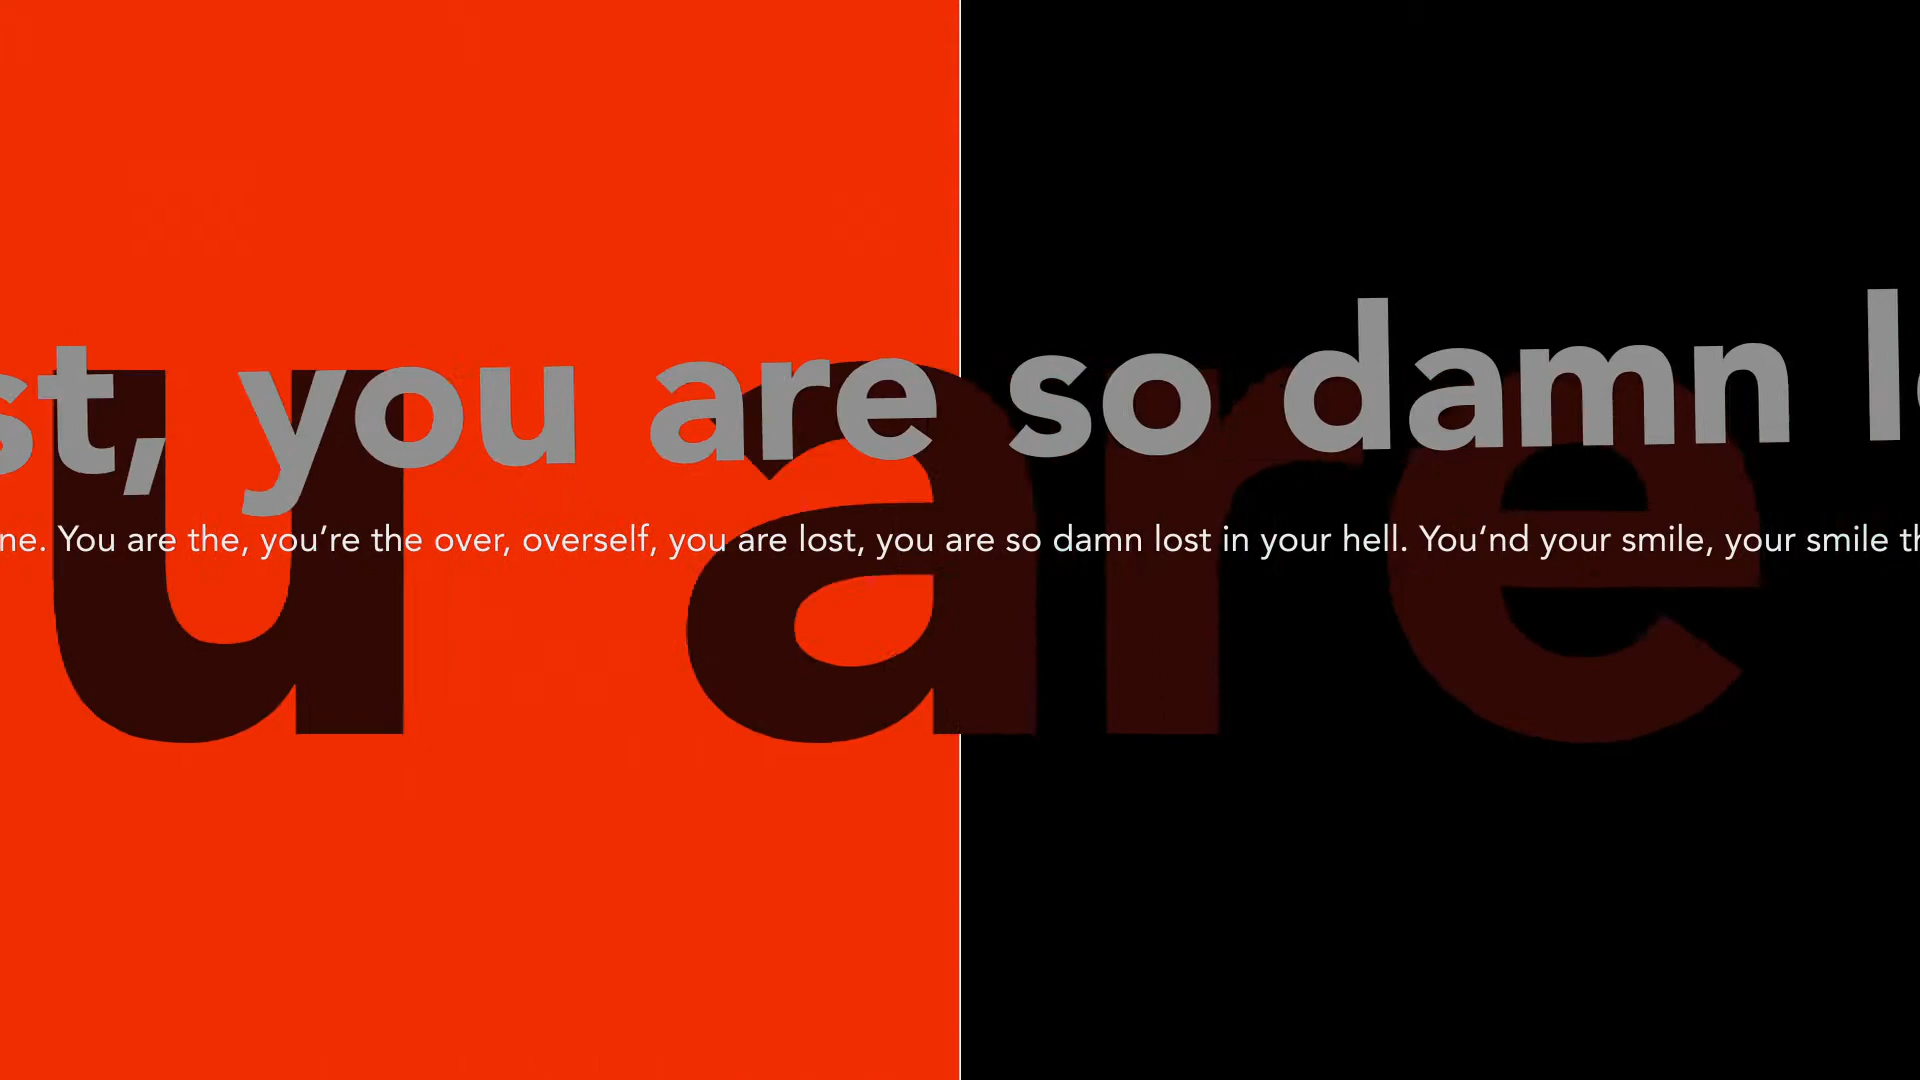 st, you are so damn l
u are
ne. You are the, you’re the over, overself, you are lost, you are so damn lost in your hell. You‘nd your smile, your smile th